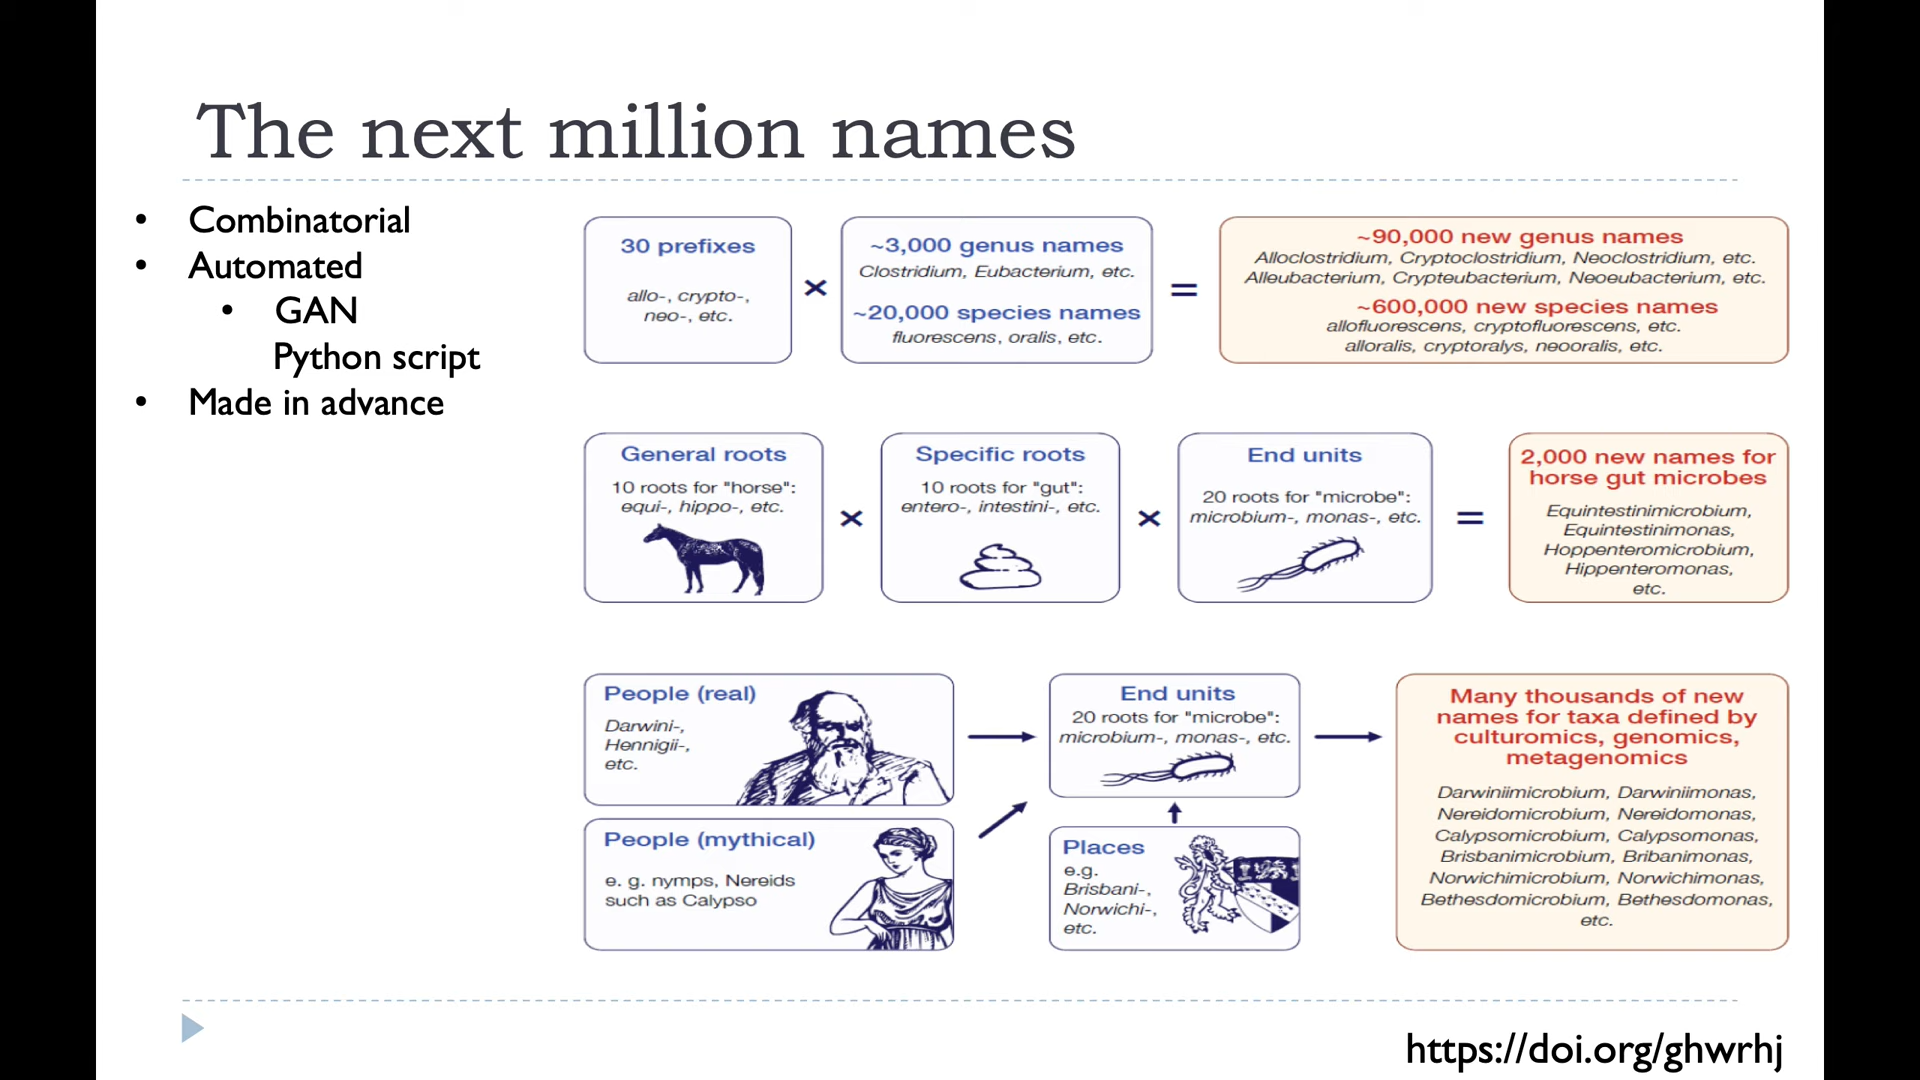 The next million names
• Combinatorial
• Automated
• GAN
Python script
• Made in advance
30 prefixes
allo-, crypto-,
neo-, etc.
×
~3,000 genus names
Clostridium, Eubacterium, etc.
~20,000 species names
fluorescens, oralis, etc.
=
~90,000 new genus names
Alloclostridium, Cryptoclostridium, Neoclostridium, etc.
Alleubacterium, Crypteubacterium, Neoeubacterium, etc.
~600,000 new species names
allofluorescens, cryptofluorescens, etc.
alloralis, cryptoralys, neooralis, etc.
General roots
10 roots for "horse":
equi-, hippo-, etc.
×
Specific roots
10 roots for "gut":
entero-, intestini-, etc.
×
End units
20 roots for "microbe":
microbium-, monas-, etc.
=
2,000 new names for
horse gut microbes
Equintestinimicrobium,
Equintestinimonas,
Hoppenteromicrobium,
Hippenteromonas,
etc.
People (real)
Darwini-,
Hennigii-,
etc.
People (mythical)
e. g. nymps, Nereids
such as Calypso
End units
20 roots for "microbe":
microbium-, monas-, etc.
Places
e.g.
Brisbani-,
Norwichi-,
etc.
Many thousands of new
names for taxa defined by
culturomics, genomics,
metagenomics
Darwiniimicrobium, Darwiniimonas,
Nereidomicrobium, Nereidomonas,
Calypsomicrobium, Calypsomonas,
Brisbanimicrobium, Bribanimonas,
Norwichimicrobium, Norwichimonas,
Bethesdomicrobium, Bethesdomonas,
etc.
https://doi.org/ghwrhj